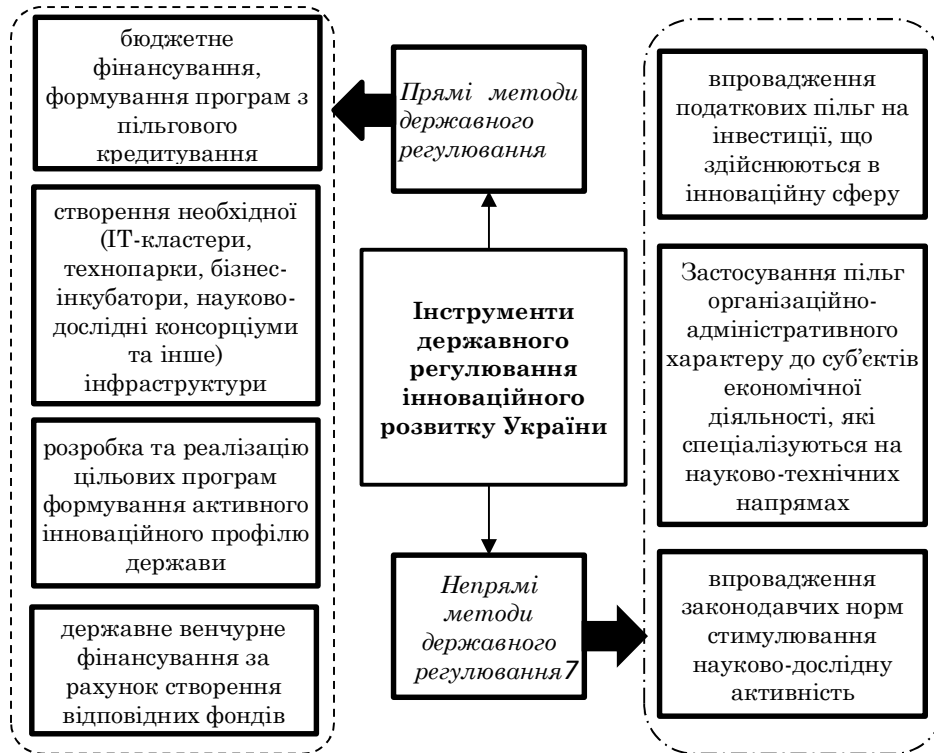 бюджетне
фінансування,
формування програм з
пільгового
кредитування
створення необхідної
(ІТ-кластери,
технопарки, бізнес-
інкубатори, науково-
дослідні консорціуми
та інше)
інфраструктури
розробка та реалізацію
цільових програм
формування активного
інноваційного профілю
держави
державне венчурне
фінансування за
рахунок створення
відповідних фондів
Прямі методи
державного
регулювання
Інструменти
державного
регулювання
інноваційного
розвитку України
Непрямі
методи
державного
регулювання7
впровадження
податкових пільг на
інвестиції, що
здійснюються в
інноваційну сферу
Застосування пільг
організаційно-
адміністративного
характеру до суб’єктів
економічної
діяльності, які
спеціалізуються на
науково-технічних
напрямах
впровадження
законодавчих норм
стимулювання
науково-дослідну
активність